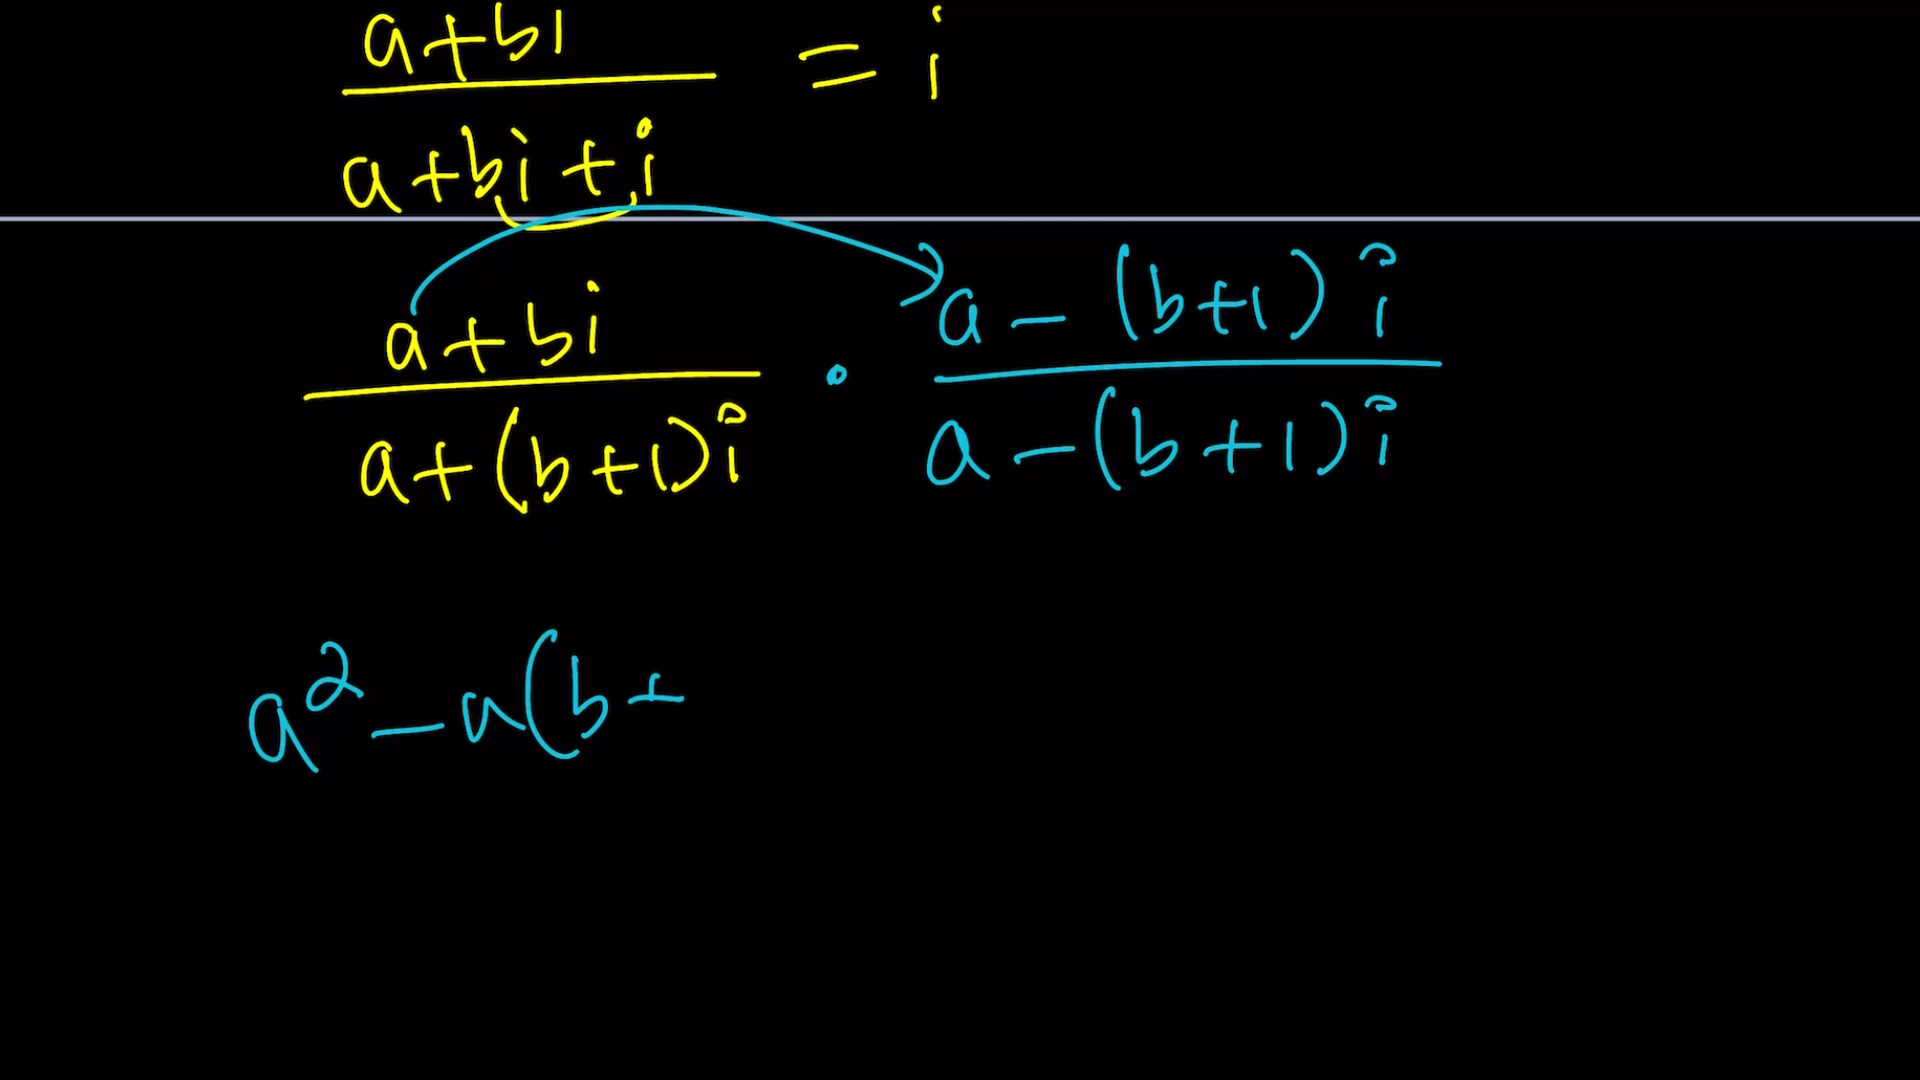 a+bi = i
a+bi+i
a+bi · a-(b+1)i
a+(b+1)i a-(b+1)i
a²-a(b+